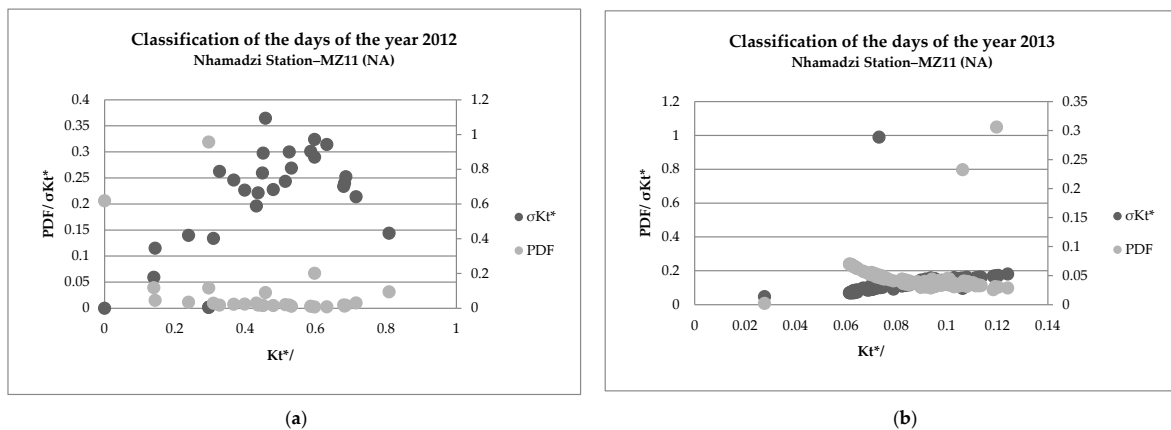 Classification of the days of the year 2012
Nhamadzi Station–MZ11 (NA)
PDF/ σKt*
0.4
0.35
0.3
0.25
0.2
0.15
0.1
0.05
0
1.2
1
0.8
0.6
0.4
0.2
0
0 0.2 0.4 0.6 0.8 1
Kt*/
σKt*
PDF
(a)
Classification of the days of the year 2013
Nhamadzi Station–MZ11 (NA)
PDF/ σKt*
1.2
1
0.8
0.6
0.4
0.2
0
0.35
0.3
0.25
0.2
0.15
0.1
0.05
0
0 0.02 0.04 0.06 0.08 0.1 0.12 0.14
Kt*/
σKt*
PDF
(b)